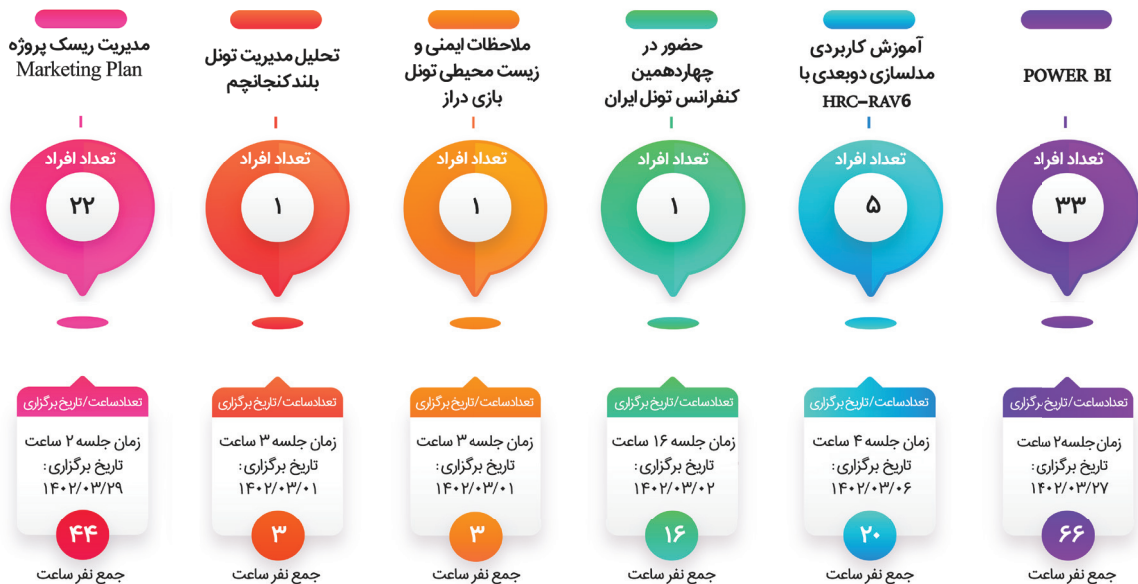 POWER BI
تعداد افراد
۳۳
تعدادساعت/تاریخ برگزاری
زمان جلسه۲ ساعت
تاریخ برگزاری:
۱۴۰۲/۰۳/۲۷
۶۶
جمع نفر ساعت
آموزش کاربردی
مدلسازی دوبعدی با
HRC-RAV6
تعداد افراد
۵
تعدادساعت/تاریخ برگزاری
زمان جلسه ۴ ساعت
تاریخ برگزاری:
۱۴۰۲/۰۳/۰۶
۲۰
جمع نفر ساعت
حضور در
چهاردهمین
کنفرانس تونل ایران
تعداد افراد
۱
تعدادساعت/تاریخ برگزاری
زمان جلسه ۱۶ ساعت
تاریخ برگزاری:
۱۴۰۲/۰۳/۰۲
۱۶
جمع نفر ساعت
ملاحظات ایمنی و
زیست محیطی تونل
بازی دراز
تعداد افراد
۱
تعدادساعت/تاریخ برگزاری
زمان جلسه ۳ ساعت
تاریخ برگزاری:
۱۴۰۲/۰۳/۰۱
۳
جمع نفر ساعت
تحلیل مدیریت تونل
بلند کنجانچم
تعداد افراد
۱
تعدادساعت/تاریخ برگزاری
زمان جلسه ۳ ساعت
تاریخ برگزاری:
۱۴۰۲/۰۳/۰۱
۳
جمع نفر ساعت
مدیریت ریسک پروژه
Marketing Plan
تعداد افراد
۲۲
تعدادساعت/تاریخ برگزاری
زمان جلسه ۲ ساعت
تاریخ برگزاری:
۱۴۰۲/۰۳/۲۹
۴۴
جمع نفر ساعت